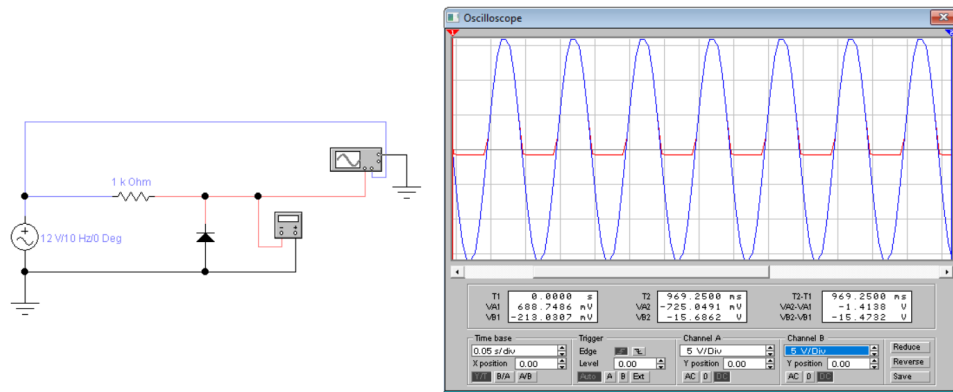 Oscilloscope
1 k Ohm
12 V/10 Hz/0 Deg
T1 0.0000 s
VA1 688.7486 mV
VB1 -213.0307 mV
T2 969.2500 ms
VA2 -725.0491 mV
VB2 -15.6862 V
T2-T1 969.2500 ms
VA2-VA1 -1.4138 V
VB2-VB1 -15.4732 V
Time base
0.05 s/div
X position 0.00
Y/T B/A A/B
Trigger
Edge
Level 0.00
Auto A B Ext
Channel A
5 V/Div
Y position 0.00
AC 0 DC
Channel B
5 V/Div
Y position 0.00
AC 0 DC
Reduce
Reverse
Save